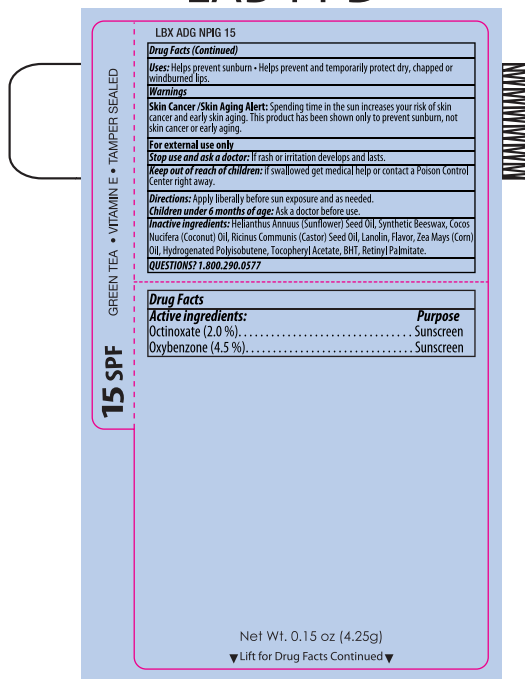 LBX ADG NPIG 15
Drug Facts (Continued)
Uses: Helps prevent sunburn • Helps prevent and temporarily protect dry, chapped or
windburned lips.
Warnings
Skin Cancer /Skin Aging Alert: Spending time in the sun increases your risk of skin
cancer and early skin aging. This product has been shown only to prevent sunburn, not
skin cancer or early aging.
For external use only
Stop use and ask a doctor: If rash or irritation develops and lasts.
Keep out of reach of children: if swallowed get medical help or contact a Poison Control
Center right away.
Directions: Apply liberally before sun exposure and as needed.
Children under 6 months of age: Ask a doctor before use.
Inactive ingredients: Helianthus Annuus (Sunflower) Seed Oil, Synthetic Beeswax, Cocos
Nucifera (Coconut) Oil, Ricinus Communis (Castor) Seed Oil, Lanolin, Flavor, Zea Mays (Corn)
Oil, Hydrogenated Polyisobutene, Tocopheryl Acetate, BHT, Retinyl Palmitate.
QUESTIONS? 1.800.290.0577
Drug Facts
Active ingredients: Purpose
Octinoxate (2.0 %)................................ Sunscreen
Oxybenzone (4.5 %)............................... Sunscreen
15 SPF GREEN TEA • VITAMIN E • TAMPER SEALED
Net Wt. 0.15 oz (4.25g)
▼Lift for Drug Facts Continued▼